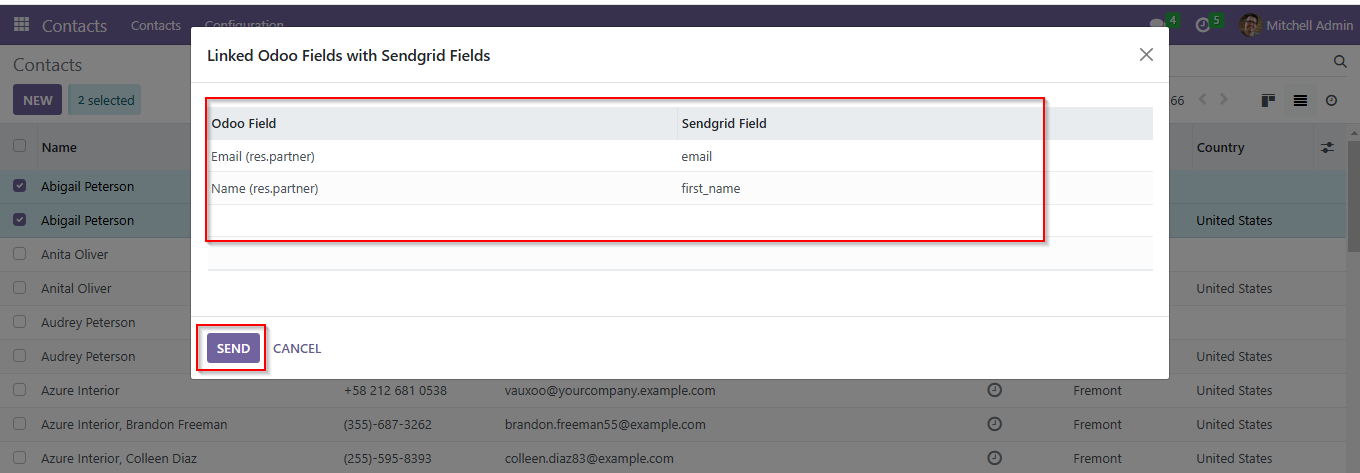 Contacts Contacts Configuration 4 5 Mitchell Admin
Linked Odoo Fields with Sendgrid Fields
Contacts
NEW 2 selected 66
Odoo Field Sendgrid Field
Name Country
Email (res.partner) email
Abigail Peterson
Name (res.partner) first_name
Abigail Peterson United States
Anita Oliver
Anital Oliver United States
Audrey Peterson
SEND CANCEL
Audrey Peterson United States
Azure Interior +58 212 681 0538 vauxoo@yourcompany.example.com Fremont United States
Azure Interior, Brandon Freeman (355)-687-3262 brandon.freeman55@example.com Fremont United States
Azure Interior, Colleen Diaz (255)-595-8393 colleen.diaz83@example.com Fremont United States